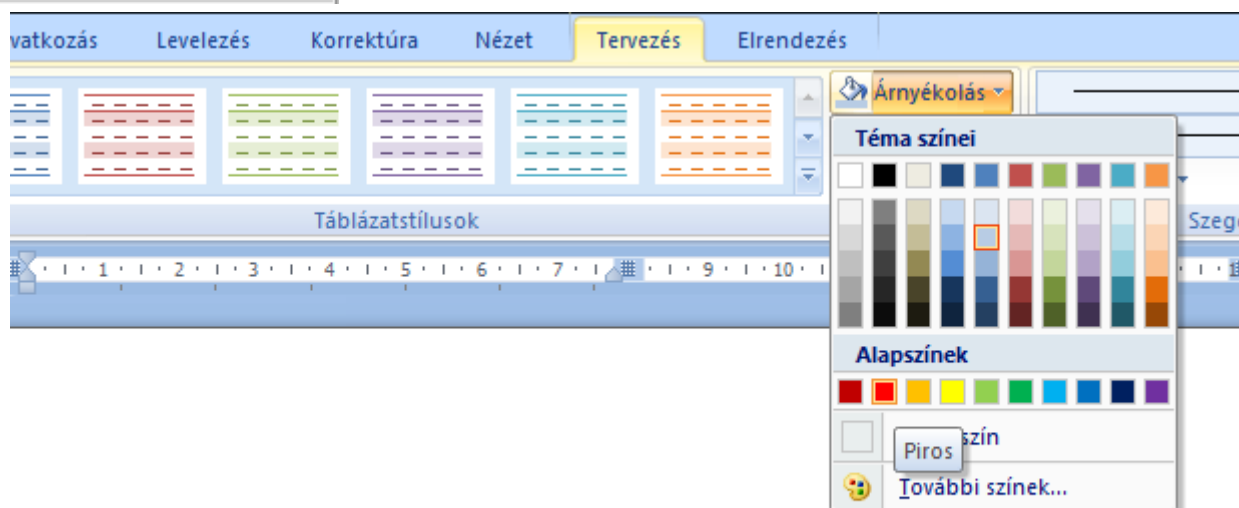 vatkozás Levelezés Korrektúra Nézet Tervezés Elrendezés
Árnyékolás
Téma színei
Táblázatstílusok
Szeg
1 2 3 4 5 6 7 9 10
Alapszínek
szín
Piros
További színek...